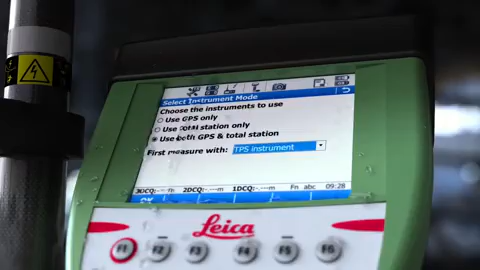 Select Instrument Mode
Choose the instruments to use
Use GPS only
Use total station only
Use both GPS & total station
First measure with: TPS instrument
3DCQ:-.---m 2DCQ:-.---m 1DCQ:-.---m Fn abc 09:28
OK
Leica
F1 F2 F3 F4 F5 F6